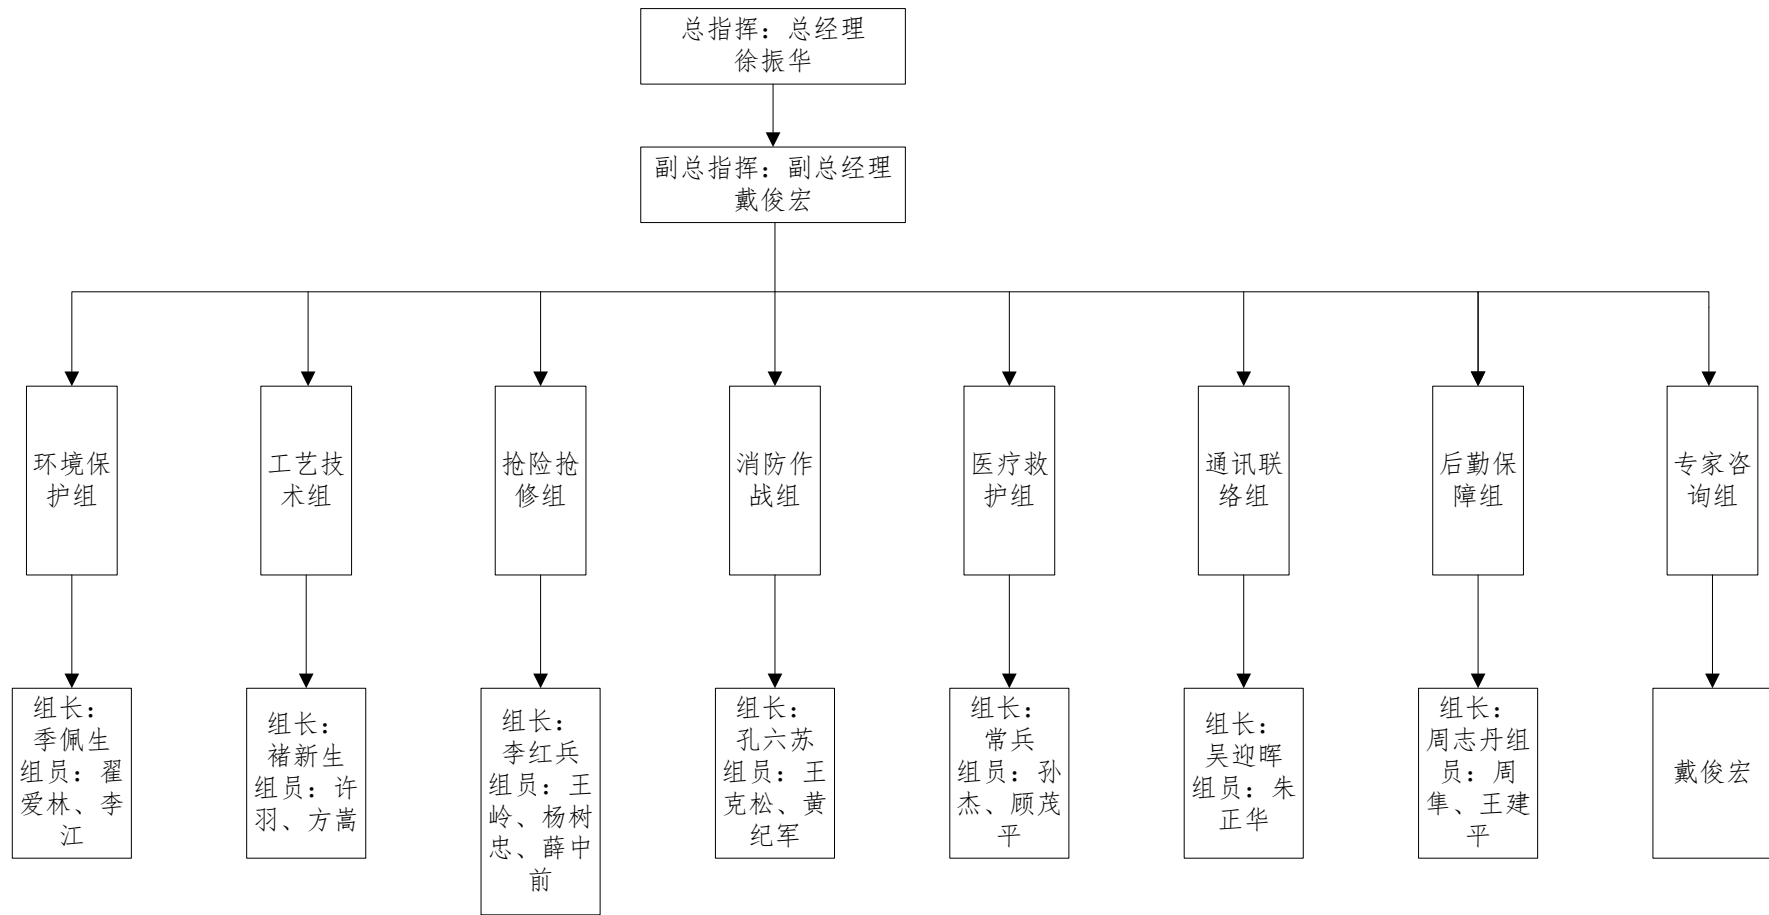 总指挥：总经理
徐振华
副总指挥：副总经理
戴俊宏
环境保
护组
工艺技
术组
抢险抢
修组
消防作
战组
医疗救
护组
通讯联
络组
后勤保
障组
专家咨
询组
组长：
季佩生
组员：翟
爱林、李
江
组长：
褚新生
组员：许
羽、方嵩
组长：
李红兵
组员：王
岭、杨树
忠、薛中
前
组长：
孔六苏
组员：王
克松、黄
纪军
组长：
常兵
组员：孙
杰、顾茂
平
组长：
吴迎晖
组员：朱
正华
组长：
周志丹组
员：周
隼、王建
平
戴俊宏